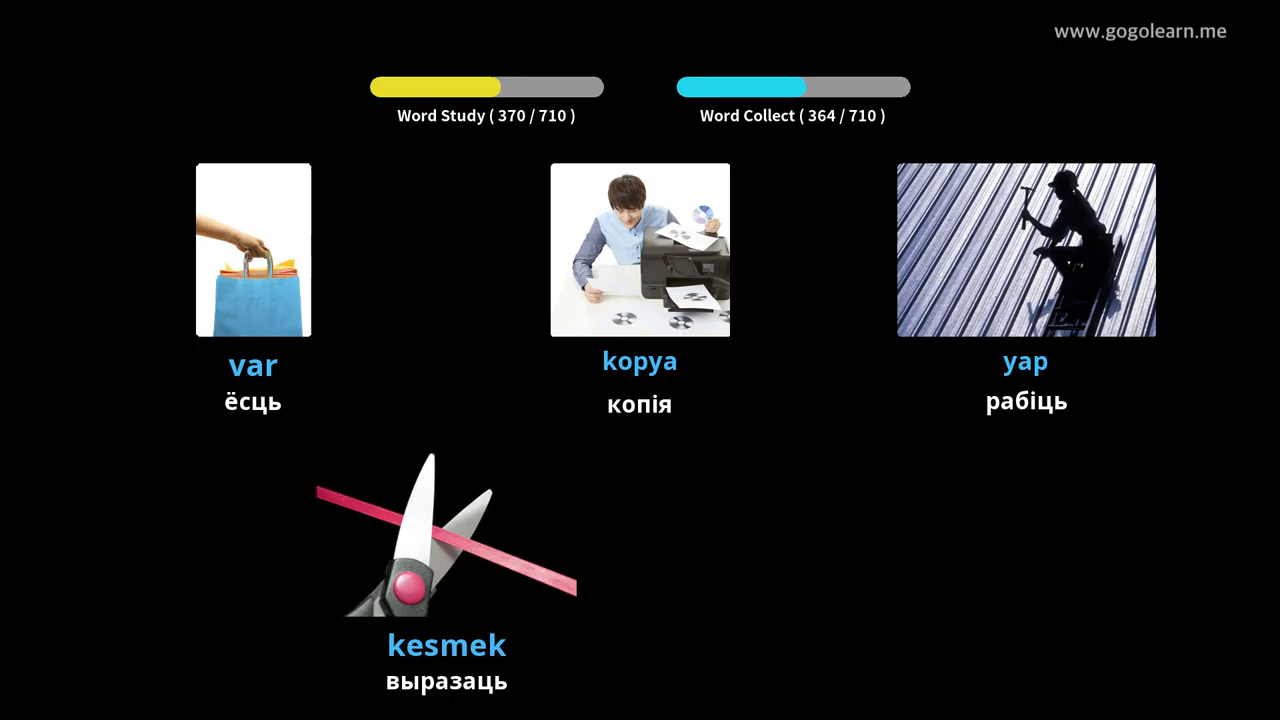 www.gogolearn.me
Word Study ( 370 / 710 )
Word Collect ( 364 / 710 )
var
ёсць
kopya
копія
yap
рабіць
kesmek
выразаць